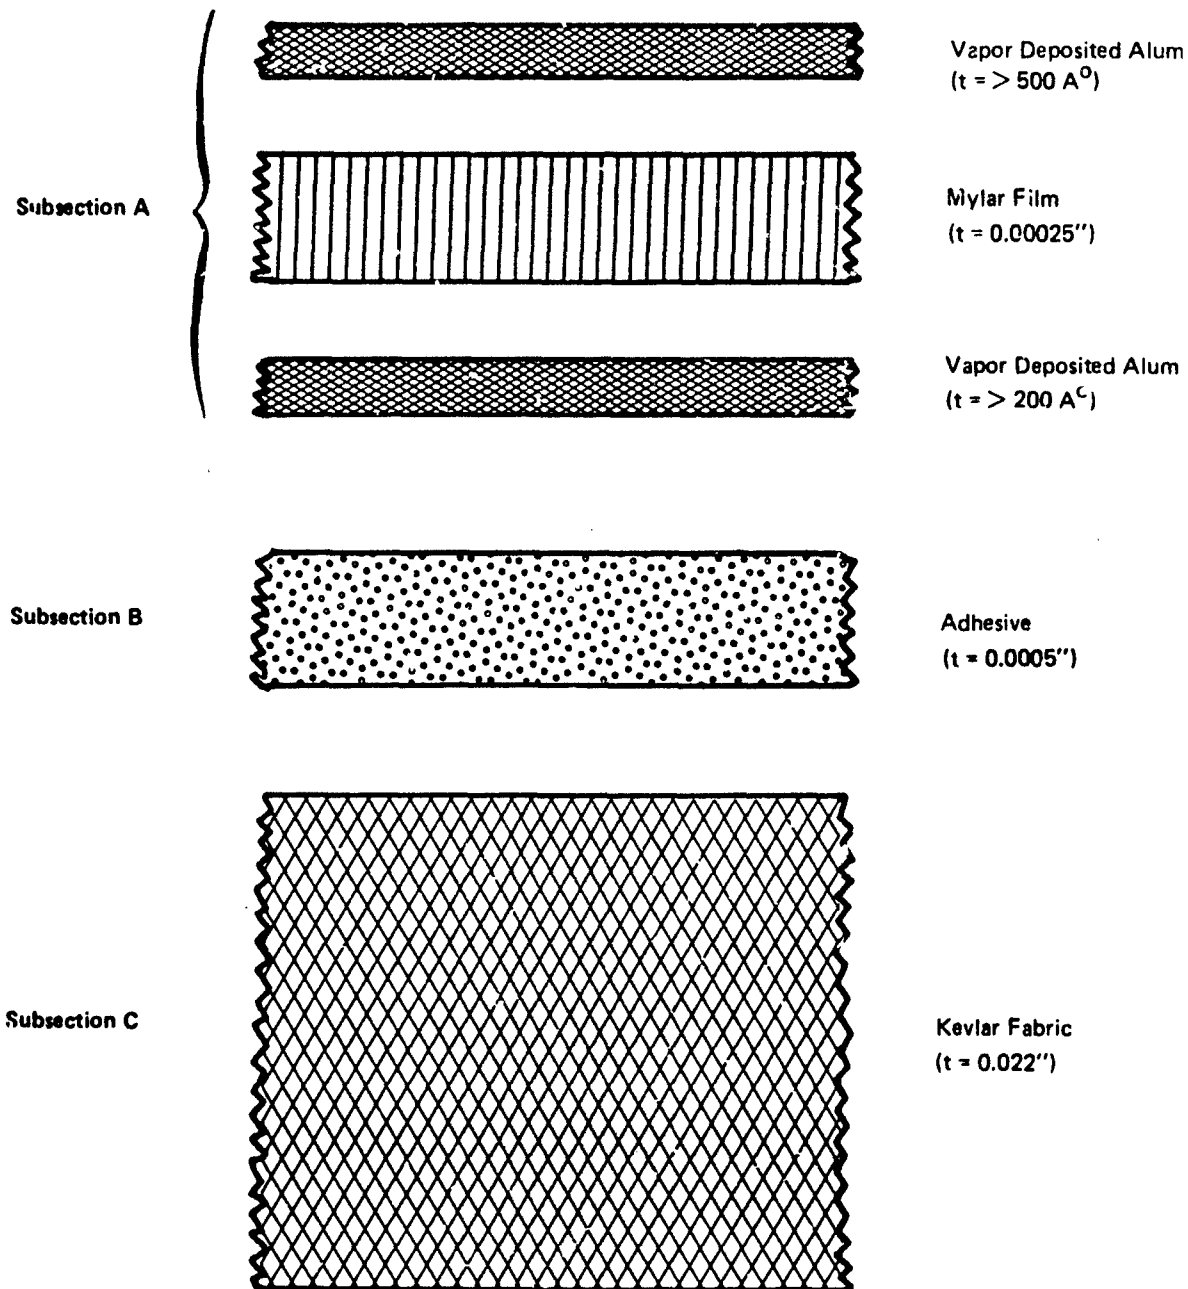 Vapor Deposited Alum
(t = > 500 A°)
Subsection A
Mylar Film
(t = 0.00025")
Vapor Deposited Alum
(t = > 200 A°)
Subsection B
Adhesive
(t = 0.0005")
Subsection C
Kevlar Fabric
(t = 0.022")